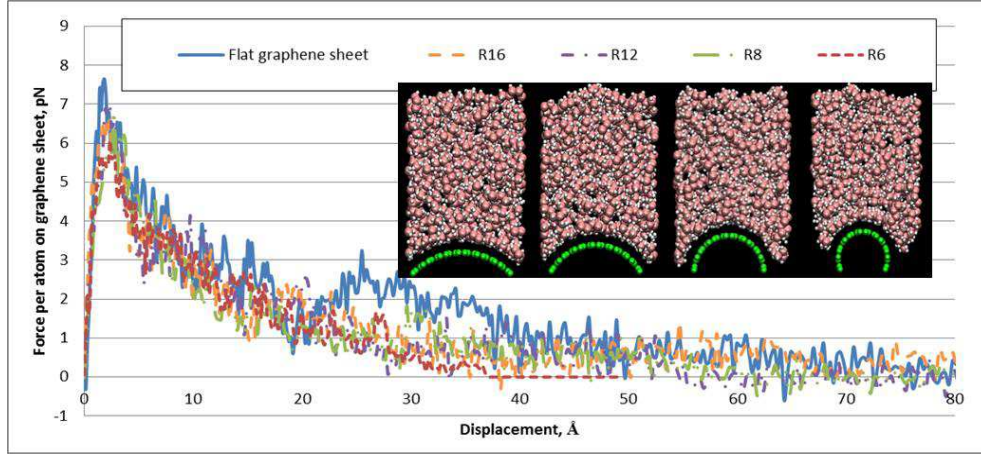 9
8
7
6
5
4
3
2
1
0
-1
Force per atom on graphene sheet, pN
Flat graphene sheet R16 R12 R8 R6
0 10 20 30 40 50 60 70 80
Displacement, Å